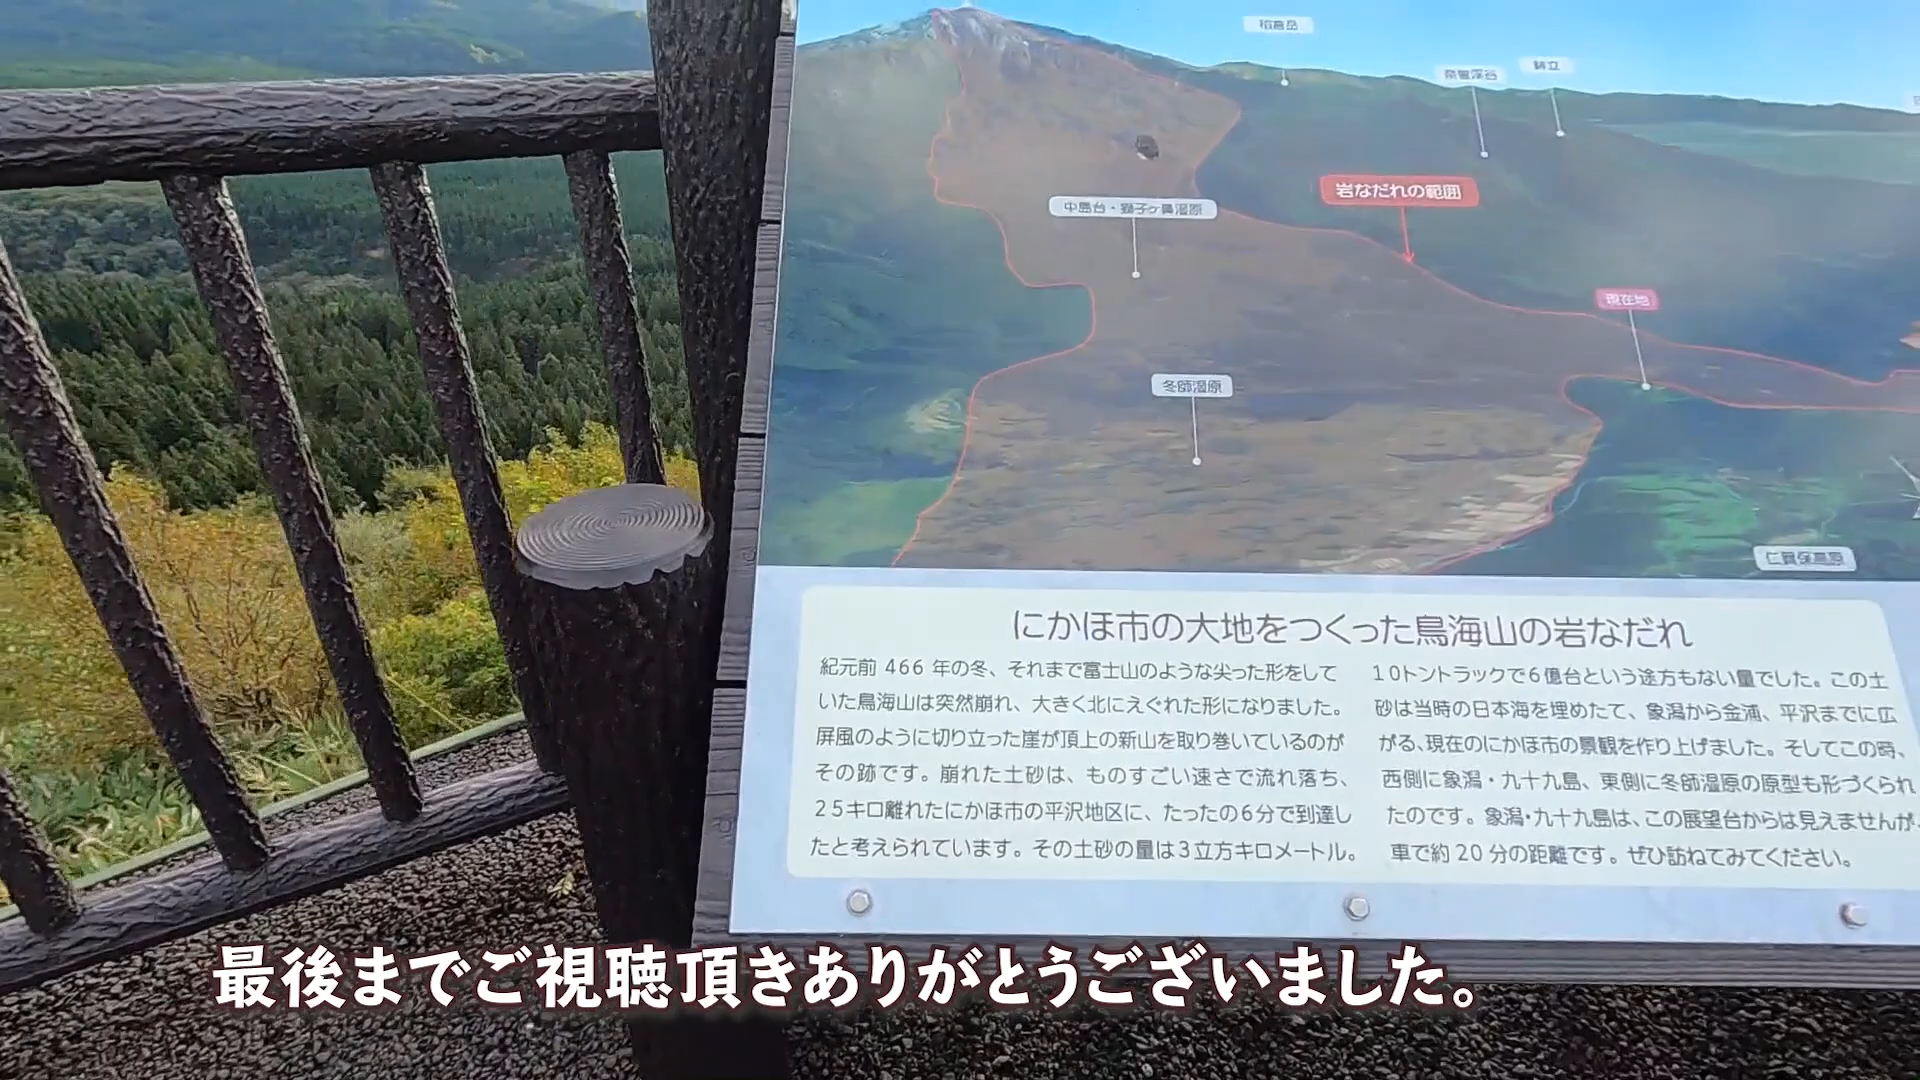 稲倉岳
奈曽渓谷
鉾立
岩なだれの範囲
中島台・獅子ヶ鼻湿原
現在地
冬師湿原
仁賀保高原
にかほ市の大地をつくった鳥海山の岩なだれ
紀元前 466 年の冬、それまで富士山のような尖った形をして
いた鳥海山は突然崩れ、大きく北にえぐれた形になりました。
屏風のように切り立った崖が頂上の新山を取り巻いているのが
その跡です。崩れた土砂は、ものすごい速さで流れ落ち、
25キロ離れたにかほ市の平沢地区に、たったの6分で到達し
たと考えられています。その土砂の量は3立方キロメートル。
10トントラックで6億台という途方もない量でした。この土
砂は当時の日本海を埋めたて、象潟から金浦、平沢までに広
がる、現在のにかほ市の景観を作り上げました。そしてこの時、
西側に象潟・九十九島、東側に冬師湿原の原型も形づくられ
たのです。象潟・九十九島は、この展望台からは見えませんが、
車で約 20 分の距離です。ぜひ訪ねてみてください。
最後までご視聴頂きありがとうございました。